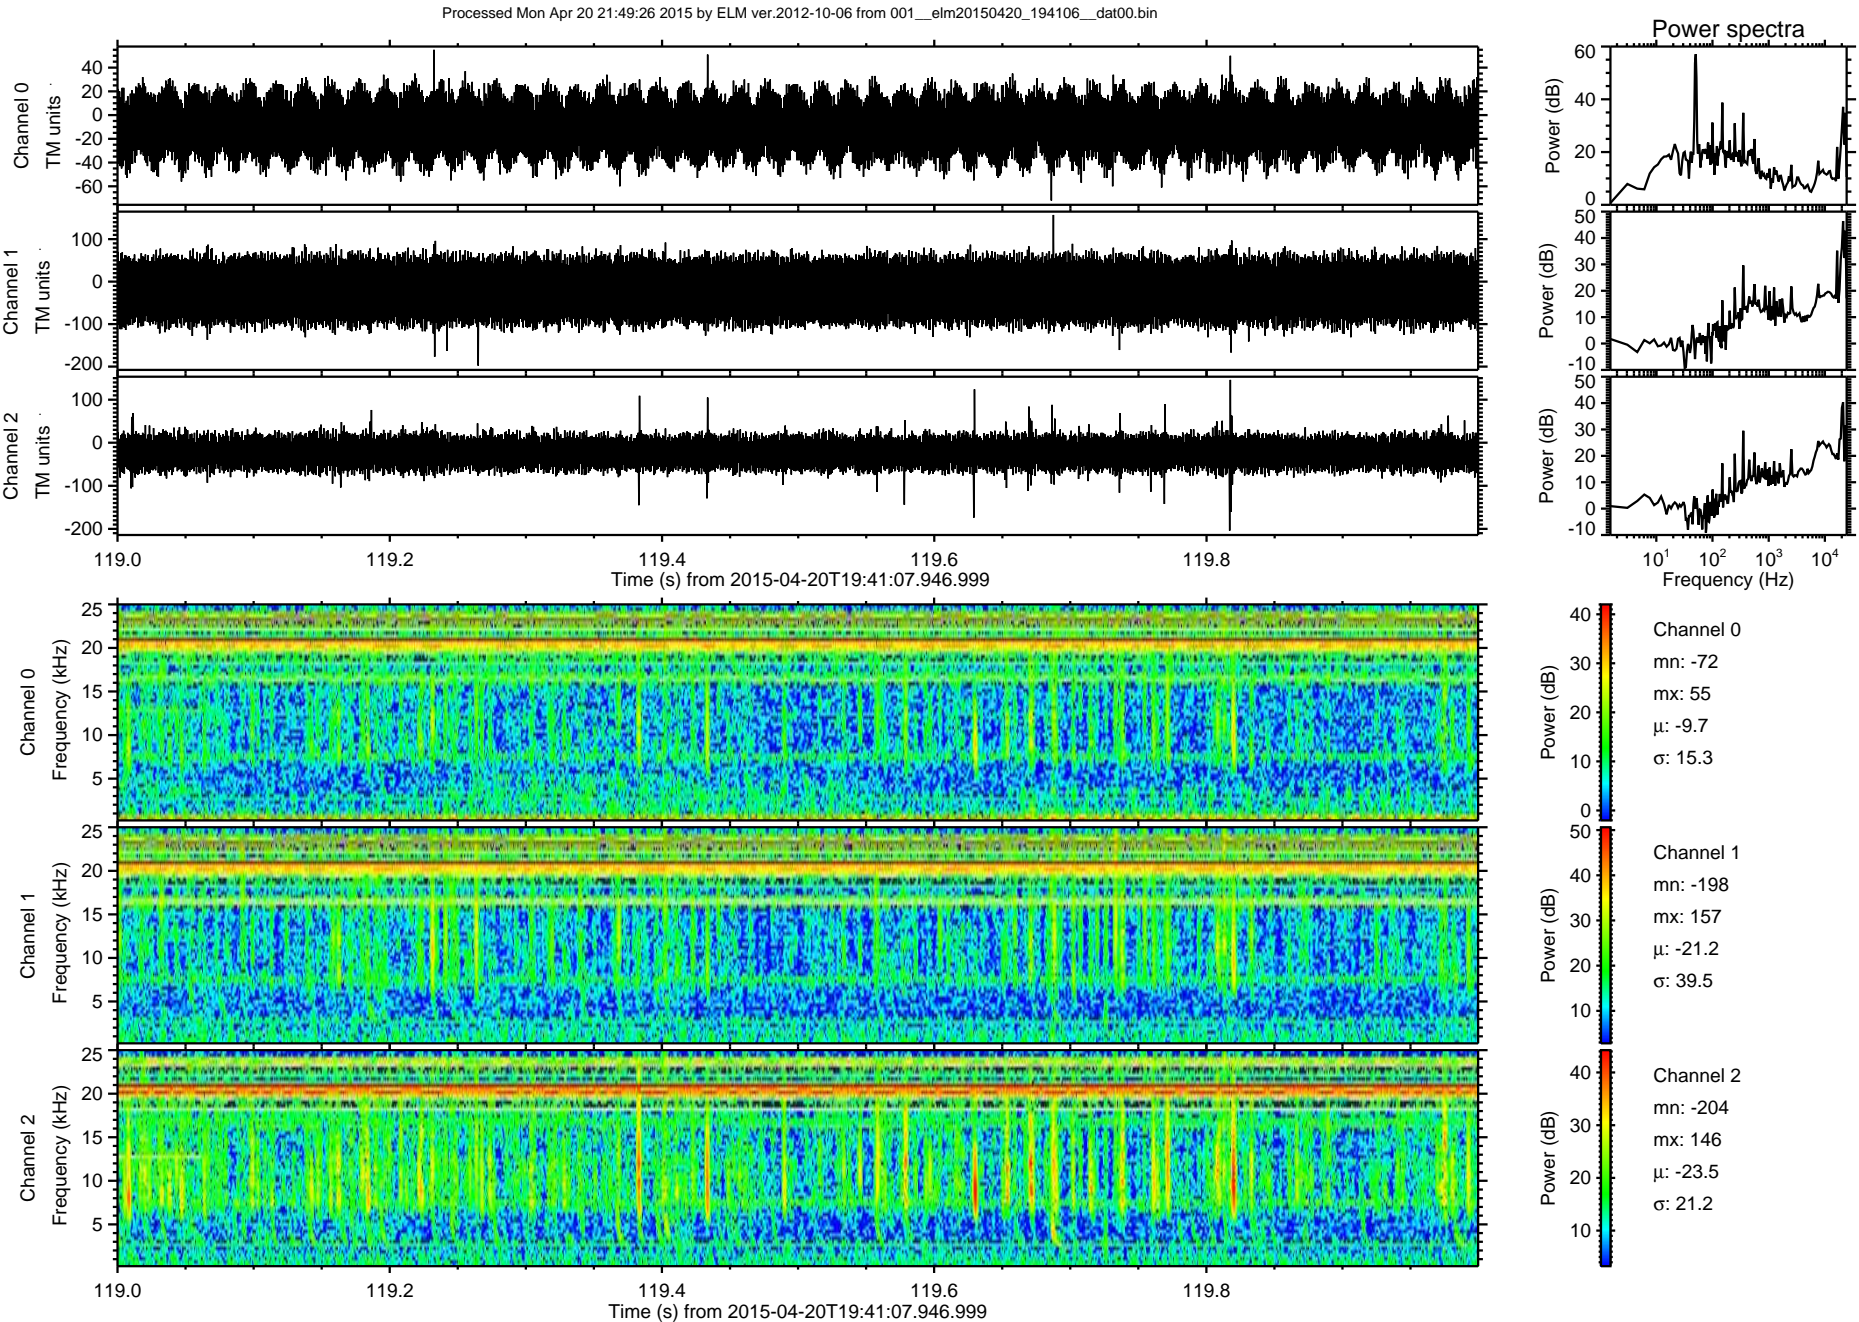 Processed Mon Apr 20 21:49:26 2015 by ELM ver.2012-10-06 from 001__elm20150420_194106__dat00.bin
Power spectra
Channel 0
TM units
40
20
0
-20
-40
-60
Power (dB)
60
40
20
0
Channel 1
TM units
100
0
-100
-200
Power (dB)
50
40
30
20
10
0
-10
Channel 2
TM units
100
0
-100
-200
Power (dB)
50
40
30
20
10
0
-10
119.0 119.2 119.4 119.6 119.8
Time (s) from 2015-04-20T19:41:07.946.999
10¹ 10² 10³ 10⁴
Frequency (Hz)
Channel 0
Frequency (kHz)
25
20
15
10
5
Power (dB)
40
30
20
10
0
Channel 0
mn: -72
mx: 55
μ: -9.7
σ: 15.3
Channel 1
Frequency (kHz)
25
20
15
10
5
Power (dB)
50
40
30
20
10
Channel 1
mn: -198
mx: 157
μ: -21.2
σ: 39.5
Channel 2
Frequency (kHz)
25
20
15
10
5
Power (dB)
40
30
20
10
Channel 2
mn: -204
mx: 146
μ: -23.5
σ: 21.2
119.0 119.2 119.4 119.6 119.8
Time (s) from 2015-04-20T19:41:07.946.999